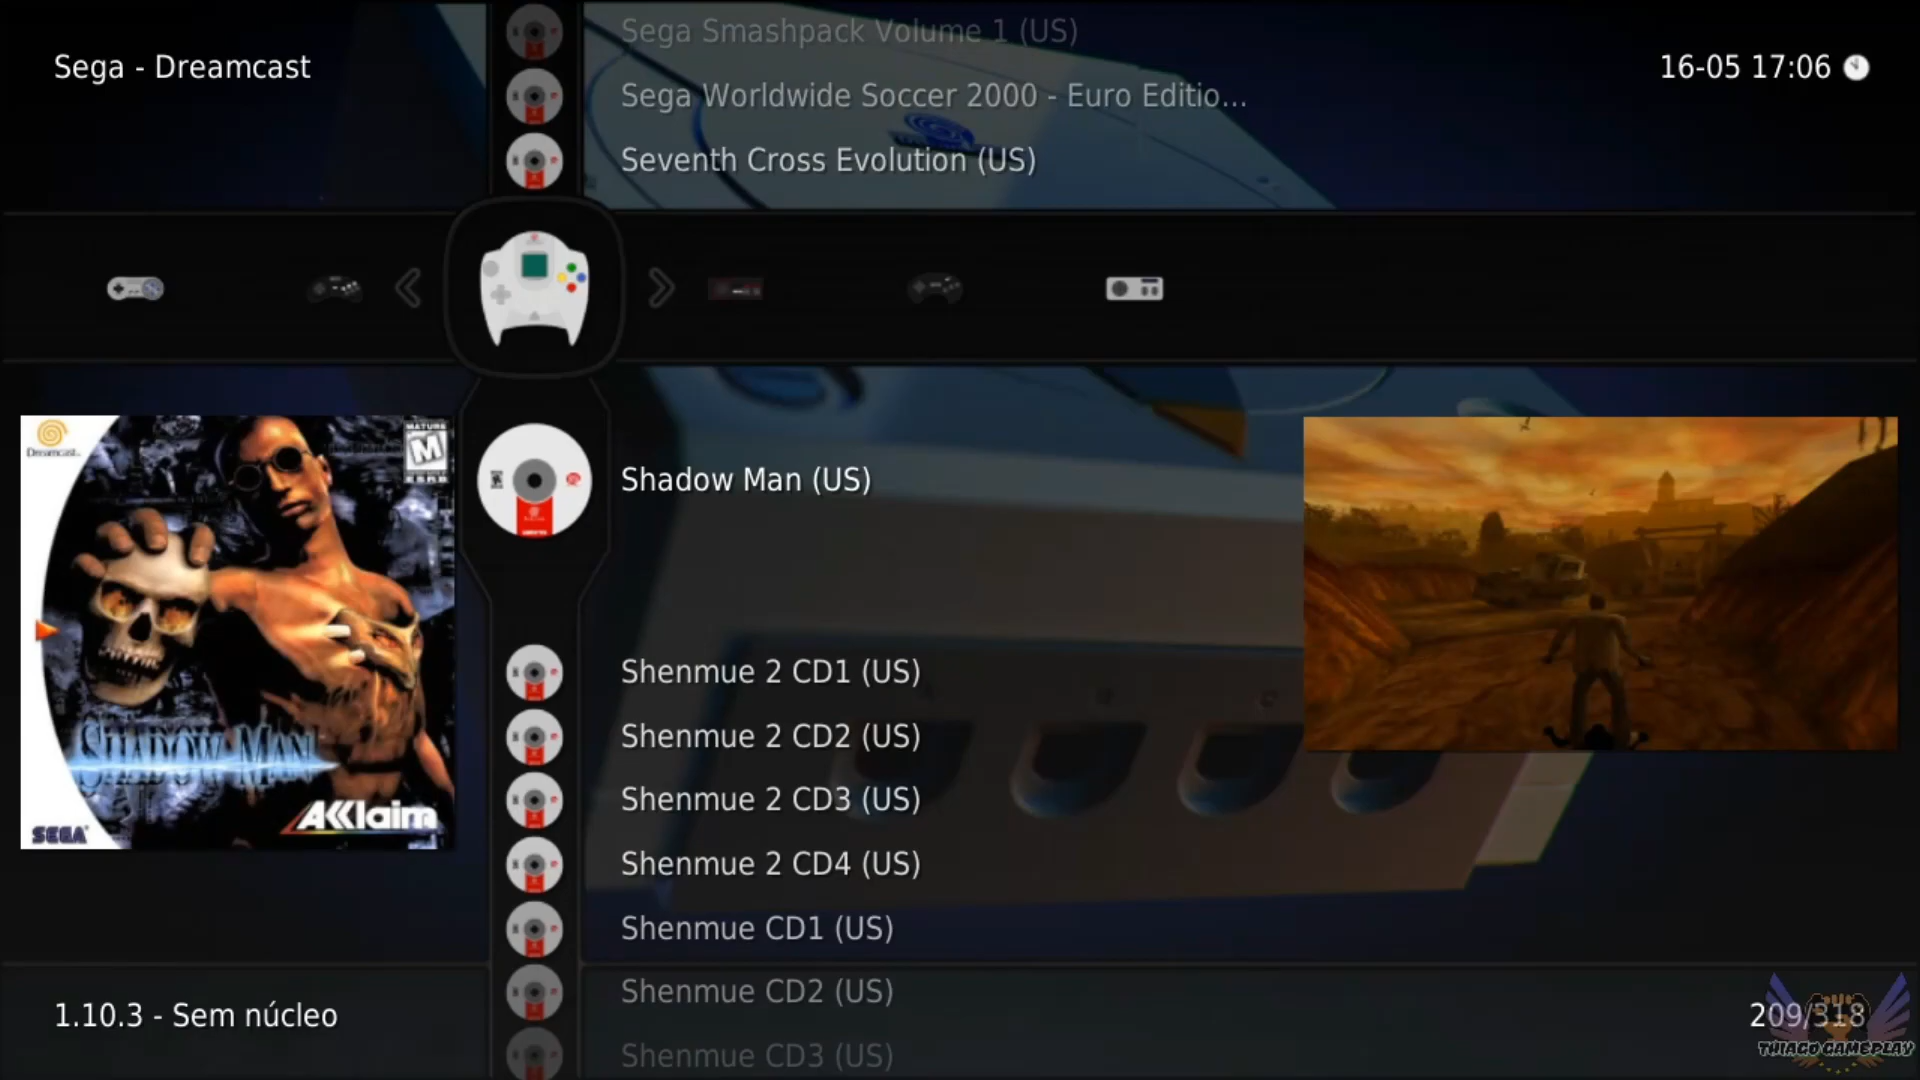 Sega Smashpack Volume 1 (US)
Sega - Dreamcast
16-05 17:06
Sega Worldwide Soccer 2000 - Euro Editio...
Seventh Cross Evolution (US)
Dreamcast
MATURE
M
ESRB
Shadow Man (US)
SHADOW MAN
AKKlaim
SEGA
Shenmue 2 CD1 (US)
Shenmue 2 CD2 (US)
Shenmue 2 CD3 (US)
Shenmue 2 CD4 (US)
Shenmue CD1 (US)
Shenmue CD2 (US)
1.10.3 - Sem núcleo
209/318
THIAGO GAMEPLAY
Shenmue CD3 (US)